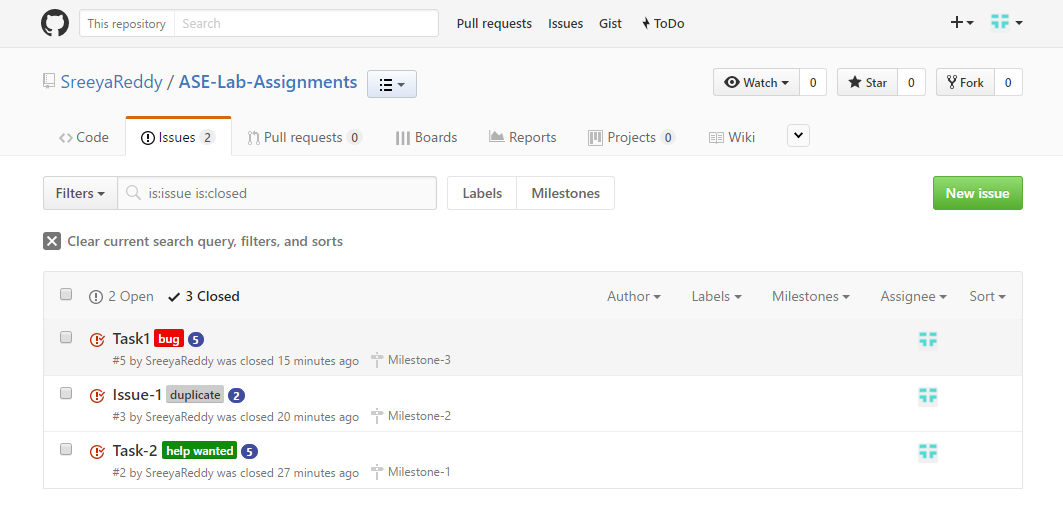 This repository Search Pull requests Issues Gist ToDo
SreeyaReddy / ASE-Lab-Assignments Watch 0 Star 0 Fork 0
Code Issues 2 Pull requests 0 Boards Reports Projects 0 Wiki
Filters is:issue is:closed Labels Milestones New issue
Clear current search query, filters, and sorts
2 Open 3 Closed Author Labels Milestones Assignee Sort
Task1 bug 5
#5 by SreeyaReddy was closed 15 minutes ago Milestone-3
Issue-1 duplicate 2
#3 by SreeyaReddy was closed 20 minutes ago Milestone-2
Task-2 help wanted 5
#2 by SreeyaReddy was closed 27 minutes ago Milestone-1